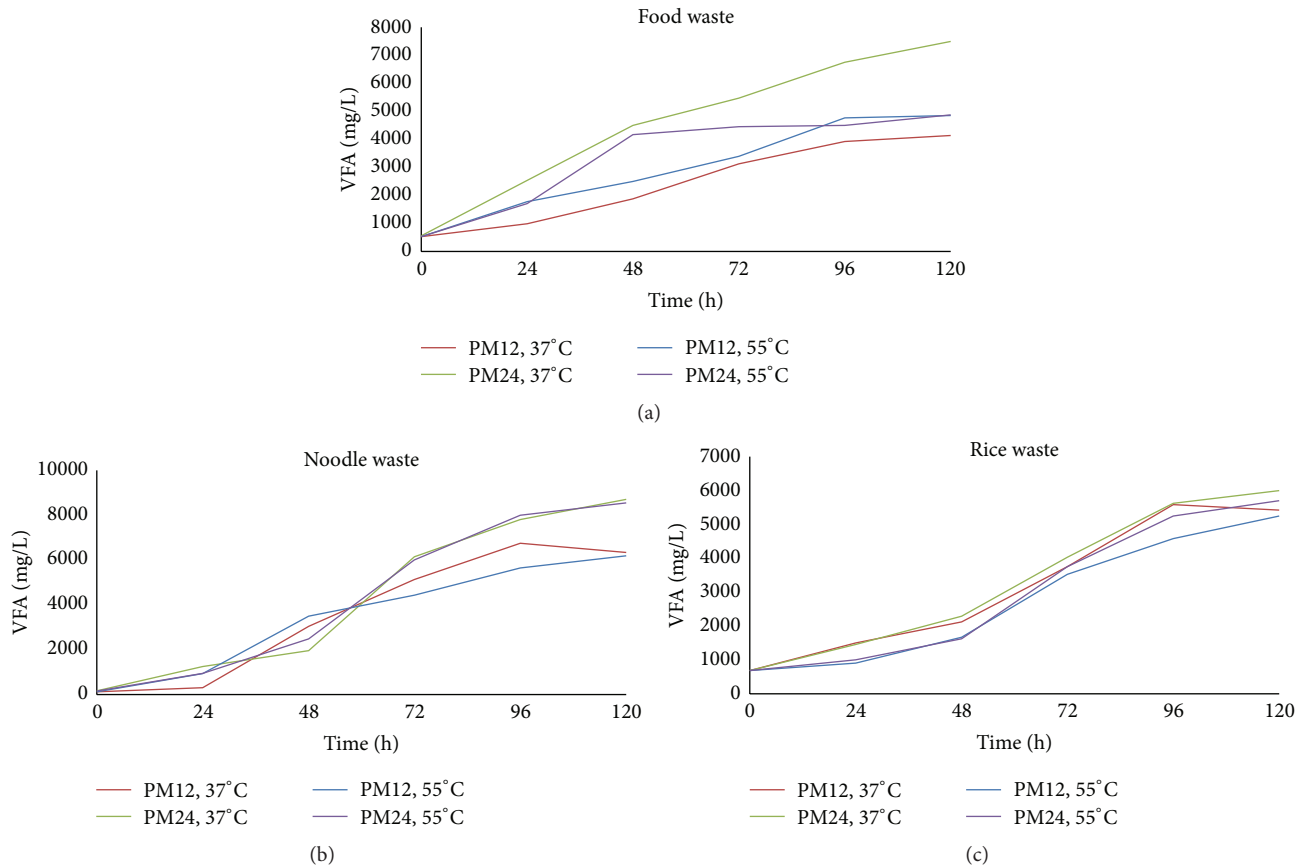 Food waste
8000
7000
6000
5000
4000
3000
2000
1000
0
VFA (mg/L)
0 24 48 72 96 120
Time (h)
PM12, 37°C PM12, 55°C
PM24, 37°C PM24, 55°C
(a)
Noodle waste
10000
8000
6000
4000
2000
0
VFA (mg/L)
0 24 48 72 96 120
Time (h)
PM12, 37°C PM12, 55°C
PM24, 37°C PM24, 55°C
(b)
Rice waste
7000
6000
5000
4000
3000
2000
1000
0
VFA (mg/L)
0 24 48 72 96 120
Time (h)
PM12, 37°C PM12, 55°C
PM24, 37°C PM24, 55°C
(c)